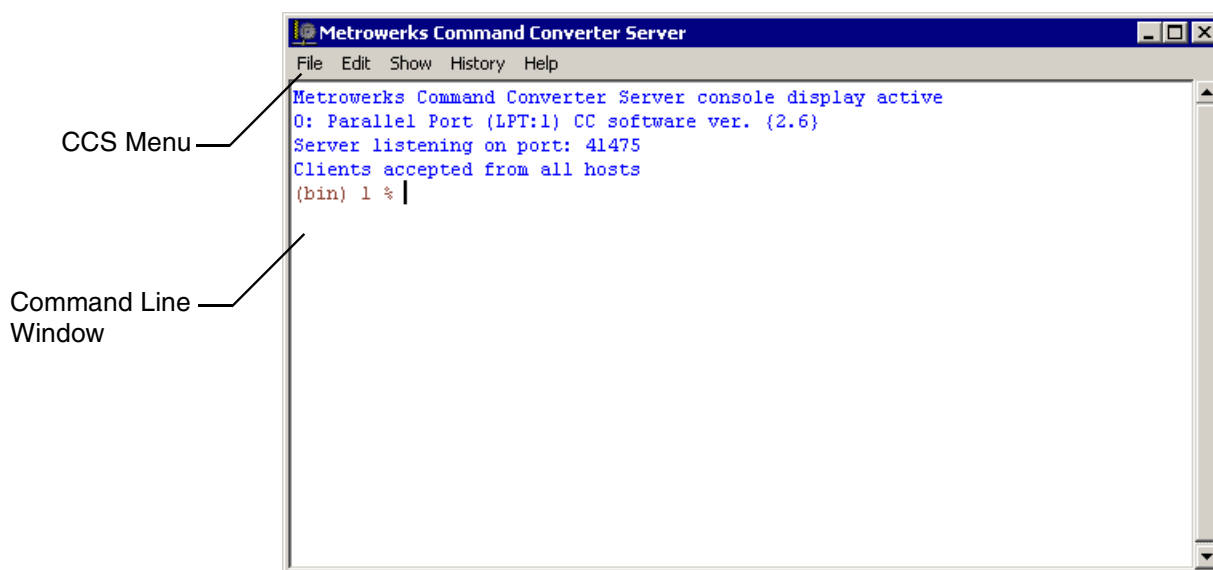 Metrowerks Command Converter Server
File Edit Show History Help
Metrowerks Command Converter Server console display active
0: Parallel Port (LPT:1) CC software ver. {2.6}
Server listening on port: 41475
Clients accepted from all hosts
(bin) 1 %
CCS Menu
Command Line
Window